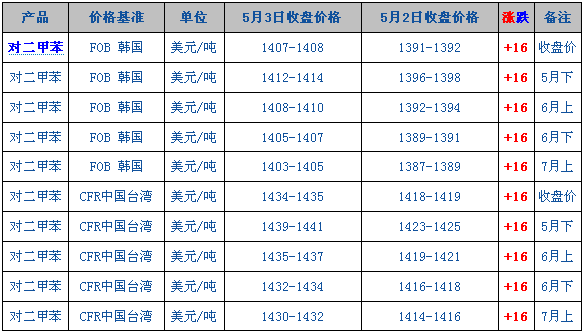 产品 价格基准 单位 5月3日收盘价格 5月2日收盘价格 涨跌 备注
对二甲苯 FOB 韩国 美元/吨 1407-1408 1391-1392 +16 收盘价
对二甲苯 FOB 韩国 美元/吨 1412-1414 1396-1398 +16 5月下
对二甲苯 FOB 韩国 美元/吨 1408-1410 1392-1394 +16 6月上
对二甲苯 FOB 韩国 美元/吨 1405-1407 1389-1391 +16 6月下
对二甲苯 FOB 韩国 美元/吨 1403-1405 1387-1389 +16 7月上
对二甲苯 CFR中国台湾 美元/吨 1434-1435 1418-1419 +16 收盘价
对二甲苯 CFR中国台湾 美元/吨 1439-1441 1423-1425 +16 5月下
对二甲苯 CFR中国台湾 美元/吨 1435-1437 1419-1421 +16 6月上
对二甲苯 CFR中国台湾 美元/吨 1432-1434 1416-1418 +16 6月下
对二甲苯 CFR中国台湾 美元/吨 1430-1432 1414-1416 +16 7月上